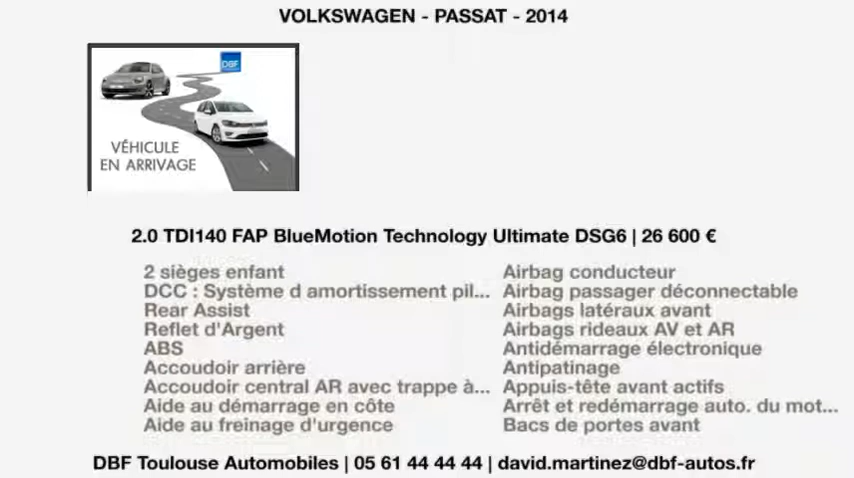 VOLKSWAGEN - PASSAT - 2014
DBF
VÉHICULE
EN ARRIVAGE
2.0 TDI140 FAP BlueMotion Technology Ultimate DSG6 | 26 600 €
2 sièges enfant
DCC : Système d amortissement pil...
Rear Assist
Reflet d'Argent
ABS
Accoudoir arrière
Accoudoir central AR avec trappe à...
Aide au démarrage en côte
Aide au freinage d'urgence
Airbag conducteur
Airbag passager déconnectable
Airbags latéraux avant
Airbags rideaux AV et AR
Antidémarrage électronique
Antipatinage
Appuis-tête avant actifs
Arrêt et redémarrage auto. du mot...
Bacs de portes avant
DBF Toulouse Automobiles | 05 61 44 44 44 | david.martinez@dbf-autos.fr